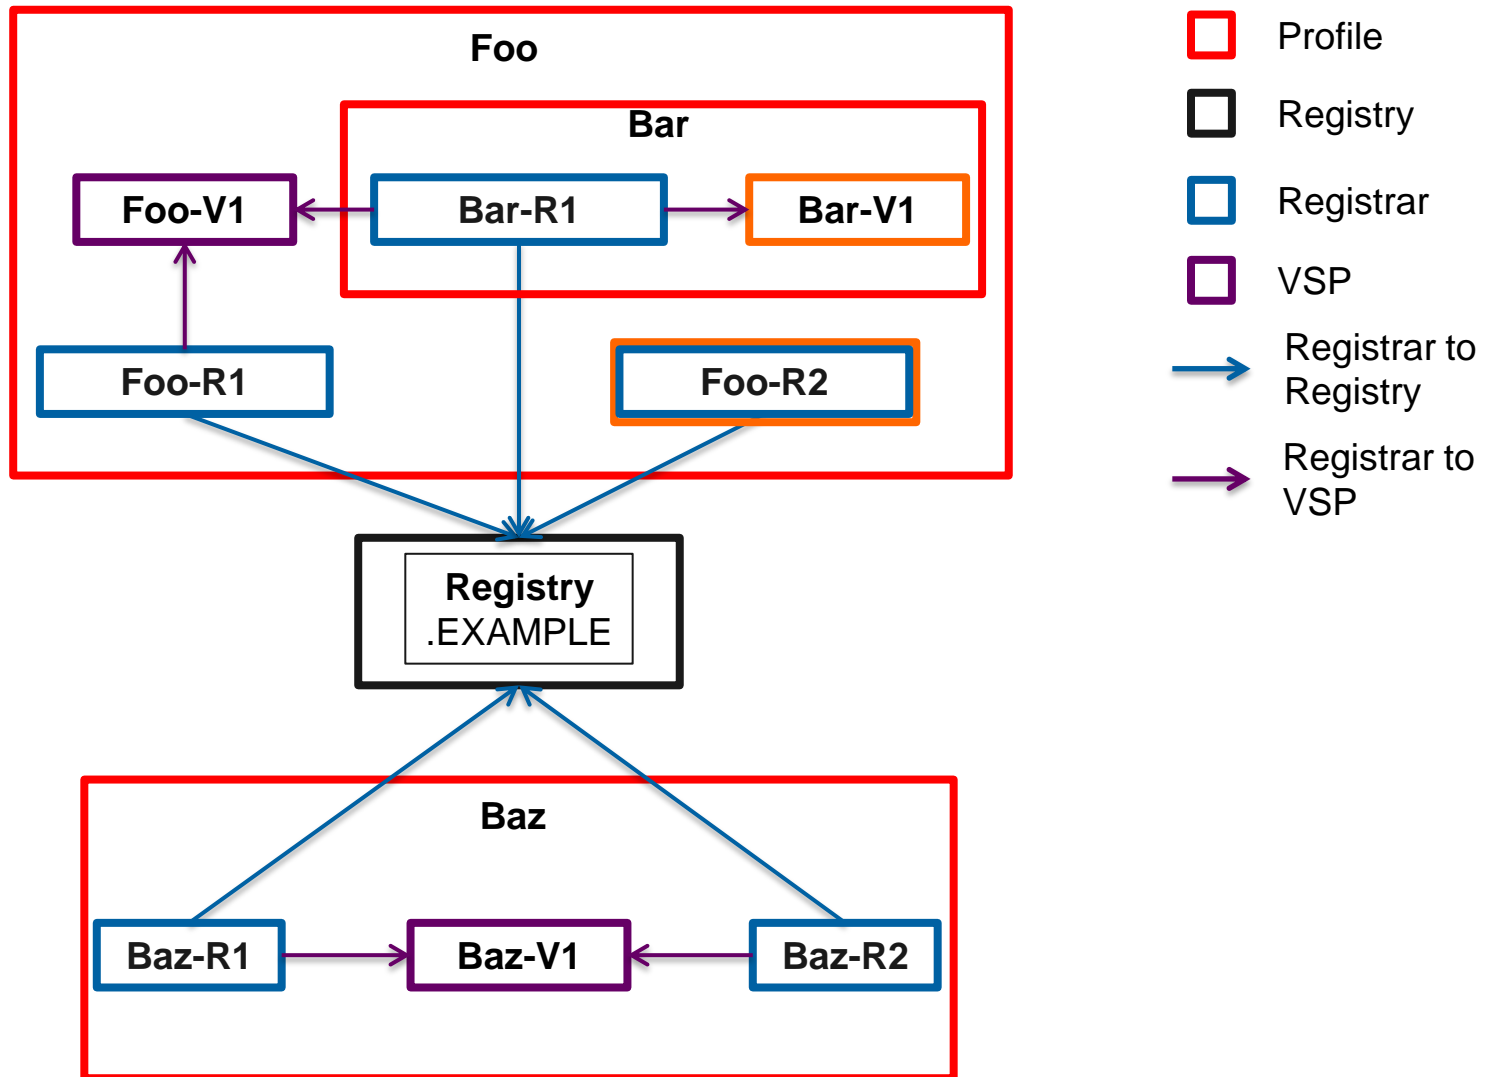 Foo
Bar
Foo-V1
Bar-R1
Bar-V1
Foo-R1
Foo-R2
Registry
.EXAMPLE
Baz
Baz-R1
Baz-V1
Baz-R2
Profile
Registry
Registrar
VSP
Registrar to
Registry
Registrar to
VSP